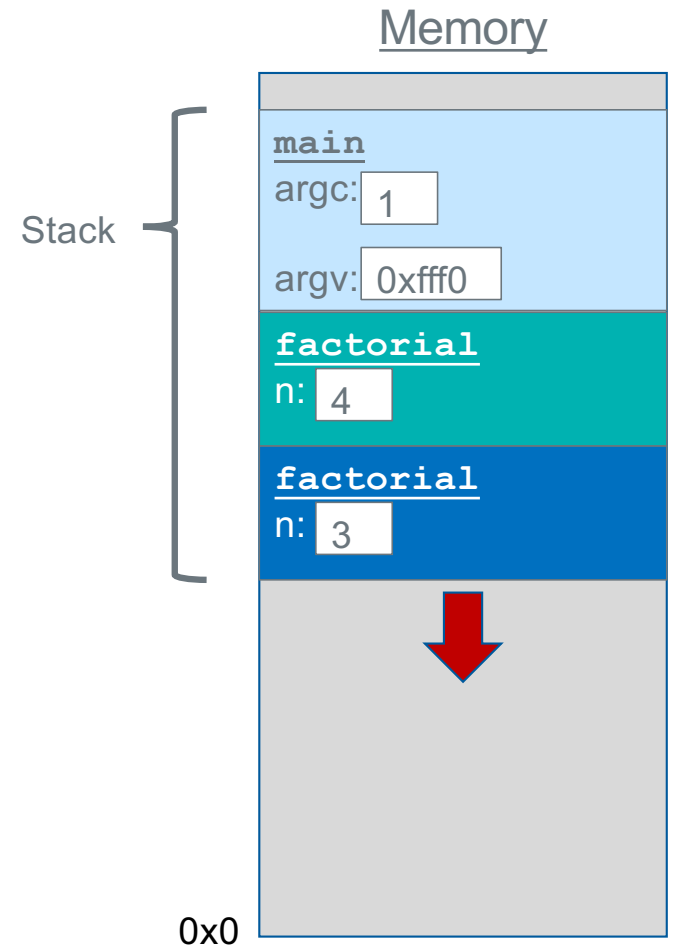 Memory
Stack
main
argc: 1
argv: 0xfff0
factorial
n: 4
factorial
n: 3
0x0